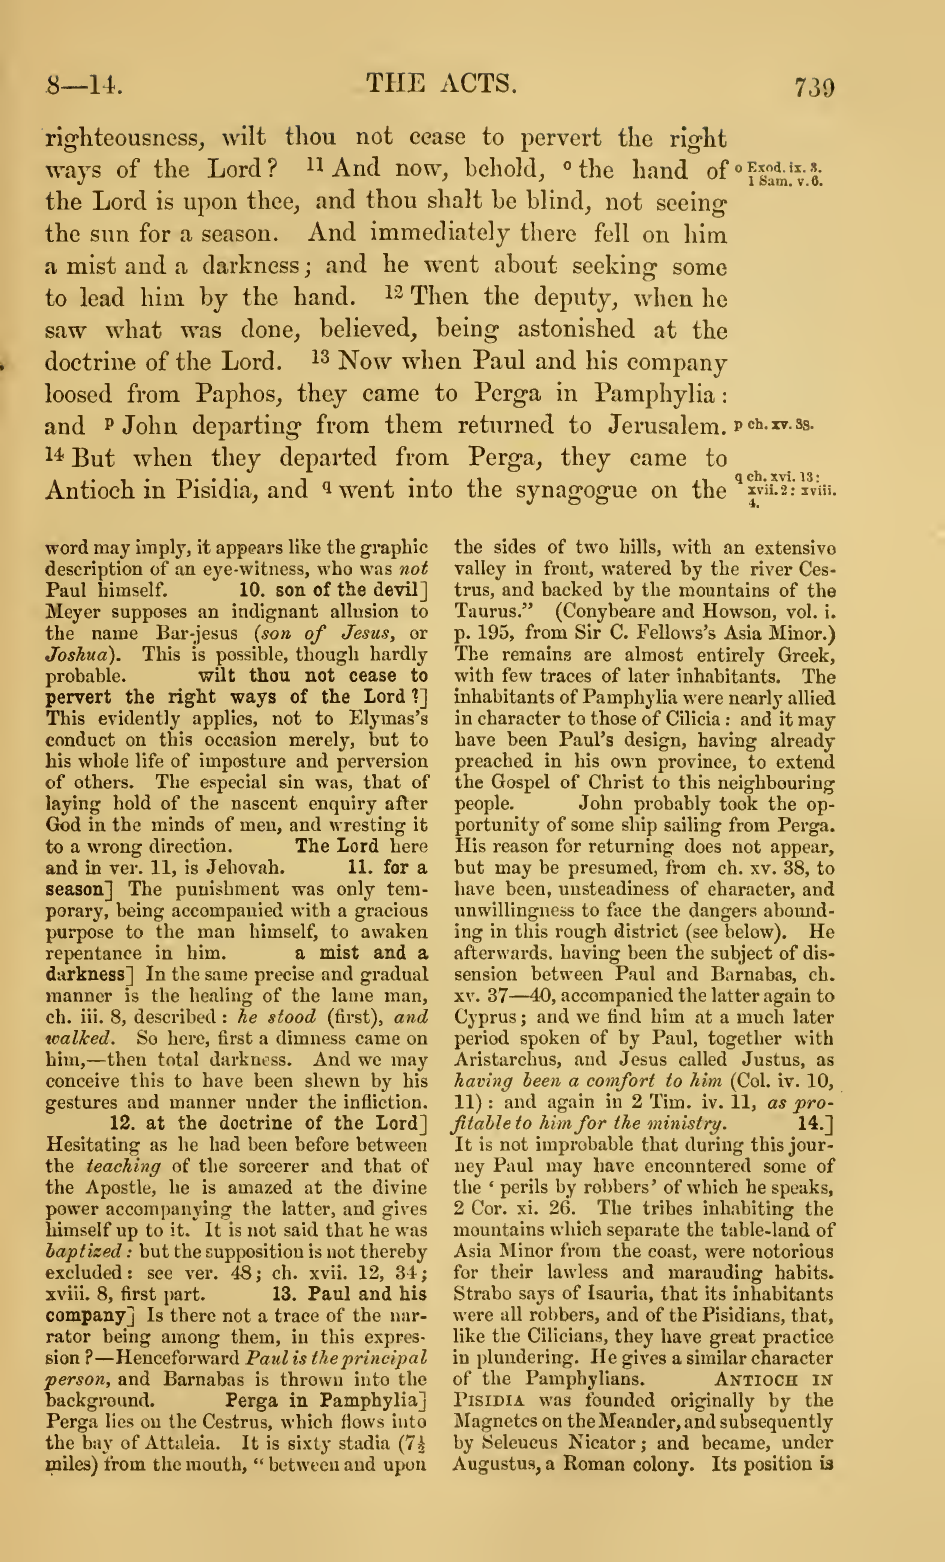 8—14. THE ACTS. 739
righteousness, wilt thou not cease to pervert the right
ways of the Lord? 11 And now, behold, o the hand of
o Exod. ix. 3.
1 Sam. v. 6.
the Lord is upon thee, and thou shalt be blind, not seeing
the sun for a season. And immediately there fell on him
a mist and a darkness; and he went about seeking some
to lead him by the hand. 12 Then the deputy, when he
saw what was done, believed, being astonished at the
doctrine of the Lord. 13 Now when Paul and his company
loosed from Paphos, they came to Perga in Pamphylia:
and p John departing from them returned to Jerusalem.
p ch. xv. 38.
14 But when they departed from Perga, they came to
Antioch in Pisidia, and q went into the synagogue on the
q ch. xvi. 13:
xvii. 2: xviii.
4.
word may imply, it appears like the graphic
description of an eye-witness, who was not
Paul himself. 10. son of the devil]
Meyer supposes an indignant allusion to
the name Bar-jesus (son of Jesus, or
Joshua). This is possible, though hardly
probable. wilt thou not cease to
pervert the right ways of the Lord?]
This evidently applies, not to Elymas's
conduct on this occasion merely, but to
his whole life of imposture and perversion
of others. The especial sin was, that of
laying hold of the nascent enquiry after
God in the minds of men, and wresting it
to a wrong direction. The Lord here
and in ver. 11, is Jehovah. 11. for a
season] The punishment was only tem-
porary, being accompanied with a gracious
purpose to the man himself, to awaken
repentance in him. a mist and a
darkness] In the same precise and gradual
manner is the healing of the lame man,
ch. iii. 8, described: he stood (first), and
walked. So here, first a dimness came on
him,—then total darkness. And we may
conceive this to have been shewn by his
gestures and manner under the infliction.
12. at the doctrine of the Lord]
Hesitating as he had been before between
the teaching of the sorcerer and that of
the Apostle, he is amazed at the divine
power accompanying the latter, and gives
himself up to it. It is not said that he was
baptized: but the supposition is not thereby
excluded: see ver. 48; ch. xvii. 12, 34;
xviii. 8, first part. 13. Paul and his
company] Is there not a trace of the nar-
rator being among them, in this expres-
sion?—Henceforward Paul is the principal
person, and Barnabas is thrown into the
background. Perga in Pamphylia]
Perga lies on the Cestrus, which flows into
the bay of Attaleia. It is sixty stadia (7½
miles) from the mouth, "between and upon
the sides of two hills, with an extensive
valley in front, watered by the river Ces-
trus, and backed by the mountains of the
Taurus." (Conybeare and Howson, vol. i.
p. 195, from Sir C. Fellows's Asia Minor.)
The remains are almost entirely Greek,
with few traces of later inhabitants. The
inhabitants of Pamphylia were nearly allied
in character to those of Cilicia: and it may
have been Paul's design, having already
preached in his own province, to extend
the Gospel of Christ to this neighbouring
people. John probably took the op-
portunity of some ship sailing from Perga.
His reason for returning does not appear,
but may be presumed, from ch. xv. 38, to
have been, unsteadiness of character, and
unwillingness to face the dangers abound-
ing in this rough district (see below). He
afterwards, having been the subject of dis-
sension between Paul and Barnabas, ch.
xv. 37—40, accompanied the latter again to
Cyprus; and we find him at a much later
period spoken of by Paul, together with
Aristarchus, and Jesus called Justus, as
having been a comfort to him (Col. iv. 10,
11): and again in 2 Tim. iv. 11, as pro-
fitable to him for the ministry. 14.]
It is not improbable that during this jour-
ney Paul may have encountered some of
the 'perils by robbers' of which he speaks,
2 Cor. xi. 26. The tribes inhabiting the
mountains which separate the table-land of
Asia Minor from the coast, were notorious
for their lawless and marauding habits.
Strabo says of Isauria, that its inhabitants
were all robbers, and of the Pisidians, that,
like the Cilicians, they have great practice
in plundering. He gives a similar character
of the Pamphylians. ANTIOCH IN
PISIDIA was founded originally by the
Magnetes on the Meander, and subsequently
by Seleucus Nicator; and became, under
Augustus, a Roman colony. Its position is